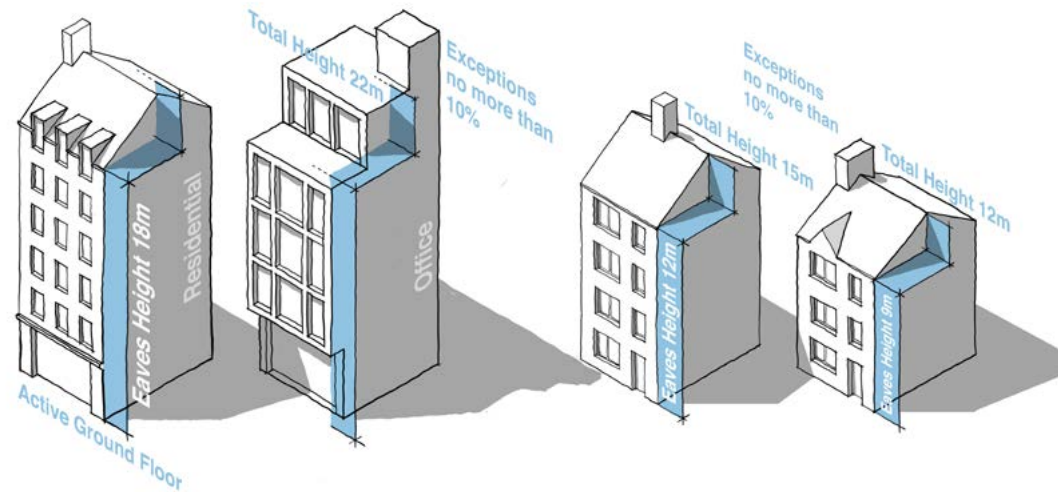 Total Height 22m
Exceptions
no more than
10%
Eaves Height 18m
Residential
Office
Active Ground Floor
Total Height 15m
Eaves Height 12m
Exceptions
no more than
10%
Total Height 12m
Eaves Height 9m